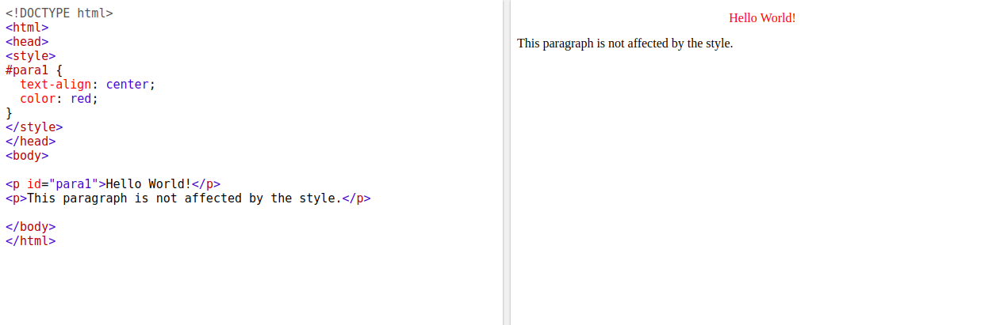 <!DOCTYPE html>
<html>
<head>
<style>
#para1 {
  text-align: center;
  color: red;
}
</style>
</head>
<body>

<p id="para1">Hello World!</p>
<p>This paragraph is not affected by the style.</p>

</body>
</html>
Hello World!
This paragraph is not affected by the style.